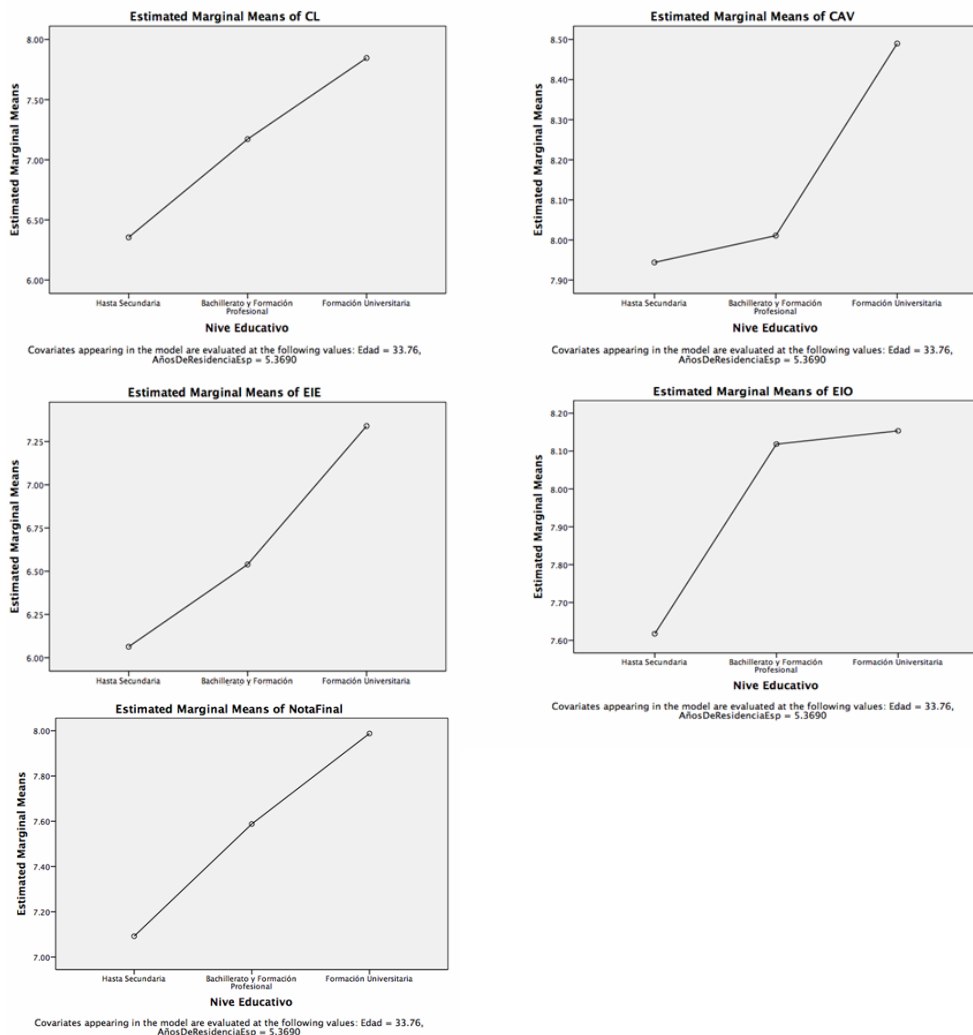 Estimated Marginal Means of CL
Estimated Marginal Means
8.00
7.50
7.00
6.50
6.00
Hasta Secundaria
Bachillerato y Formación
Profesional
Formación Universitaria
Nive Educativo
Covariates appearing in the model are evaluated at the following values: Edad = 33.76,
AñosDeResidenciaEsp = 5.3690
Estimated Marginal Means of CAV
Estimated Marginal Means
8.50
8.40
8.30
8.20
8.10
8.00
7.90
Hasta Secundaria
Bachillerato y Formación
Profesional
Formación Universitaria
Nive Educativo
Covariates appearing in the model are evaluated at the following values: Edad = 33.76,
AñosDeResidenciaEsp = 5.3690
Estimated Marginal Means of EIE
Estimated Marginal Means
7.25
7.00
6.75
6.50
6.25
6.00
Hasta Secundaria
Bachillerato y Formación
Formación Universitaria
Estimated Marginal Means of EIO
Estimated Marginal Means
8.20
8.10
8.00
7.90
7.80
7.70
7.60
Hasta Secundaria
Bachillerato y Formación
Profesional
Formación Universitaria
Nive Educativo
Covariates appearing in the model are evaluated at the following values: Edad = 33.76,
AñosDeResidenciaEsp = 5.3690
Estimated Marginal Means of NotaFinal
Estimated Marginal Means
8.00
7.80
7.60
7.40
7.20
7.00
Hasta Secundaria
Bachillerato y Formación
Profesional
Formación Universitaria
Nive Educativo
Covariates appearing in the model are evaluated at the following values: Edad = 33.76,
AñosDeResidenciaEsp = 5.3690